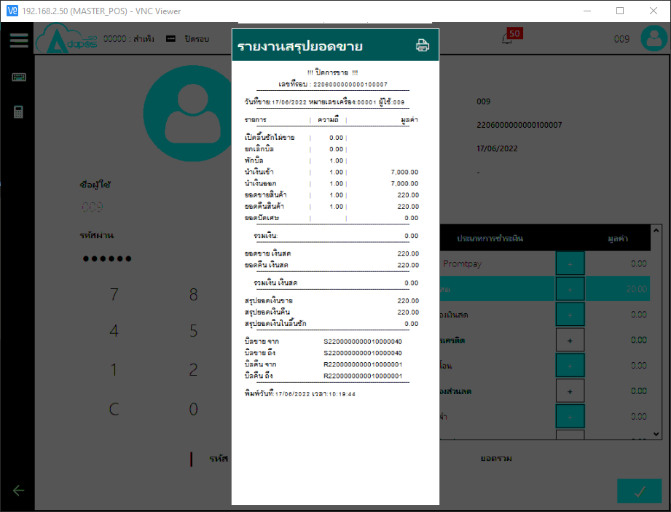 192.168.2.50 (MASTER_POS) - VNC Viewer
Adapos 00000 : สำเพ็ง ปิดรอบ
50
009
ชื่อผู้ใช้
009
รหัสผ่าน
7 8
4 5
1 2
C 0
รหัส
รายงานสรุปยอดขาย
!!! ปิดการขาย !!!
เลขที่รอบ : 2206000000000100007
วันที่ขาย:17/06/2022 หมายเลขเครื่อง:00001 ผู้ใช้:009
รายการ | ความถี่ | มูลค่า
เปิดลิ้นชักไม่ขาย | 0.00 |
ยกเลิกบิล | 0.00 |
พักบิล | 1.00 |
นำเงินเข้า | 1.00 | 7,000.00
นำเงินออก | 1.00 | 7,000.00
ยอดขายสินค้า | 1.00 | 220.00
ยอดคืนสินค้า | 1.00 | 220.00
ยอดปัดเศษ | | 0.00
รวมเงิน: 0.00
ยอดขาย เงินสด 220.00
ยอดคืน เงินสด 220.00
รวมเงิน เงินสด 0.00
สรุปยอดเงินขาย 220.00
สรุปยอดเงินคืน 220.00
สรุปยอดเงินในลิ้นชัก 0.00
บิลขาย จาก S2200000000010000040
บิลขาย ถึง S2200000000010000040
บิลคืน จาก R2200000000010000001
บิลคืน ถึง R2200000000010000001
พิมพ์วันที่:17/06/2022 เวลา:10:19:44
009
2206000000000100007
17/06/2022
-
ประเภทการชำระเงิน มูลค่า
Promtpay + 0.00
+ 20.00
+ 0.00
+ 0.00
+ 0.00
+ 0.00
+ 0.00
ยอดรวม